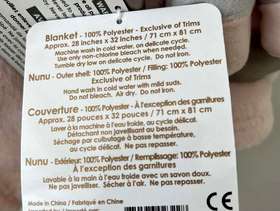 Blanket - 100% Polyester - Exclusive of Trims
Approx. 28 inches x 32 inches / 71 cm x 81 cm
Machine wash in cold water, on delicate cycle.
Use only non-chlorine bleach when needed.
Tumble dry low on delicate cycle. Do not iron.
Nunu - Outer shell: 100% Polyester / Filling: 100% Polyester
Exclusive of Trims
Hand wash in cold water with mild suds.
Do not bleach. Air dry. Do not Iron.
Couverture - 100% Polyester - À l'exception des garnitures
Approx. 28 pouces x 32 pouces / 71 cm x 81 cm
Laver à la machine à l'eau froide, au cycle délicat.
Détachant non javellisant au besoin.
Séchage par culbutage à basse température,
au cycle délicat. Ne pas repasser.
Nunu - Extérieur: 100% Polyester / Remplissage: 100% Polyester
À l'exception des garnitures
Lavable à la main à l'eau froide avec un savon doux.
Ne pas javelliser. Sécher à l'air. Ne pas repasser.
Made in China / Fabriqué en Chine
CE